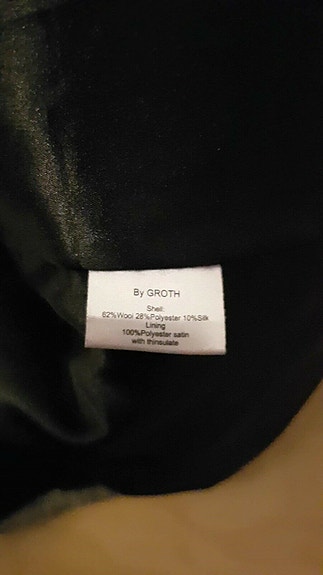 By GROTH
Shell:
62%Wool 28%Polyester 10%Silk
Lining
100%Polyester satin
with thinsulate